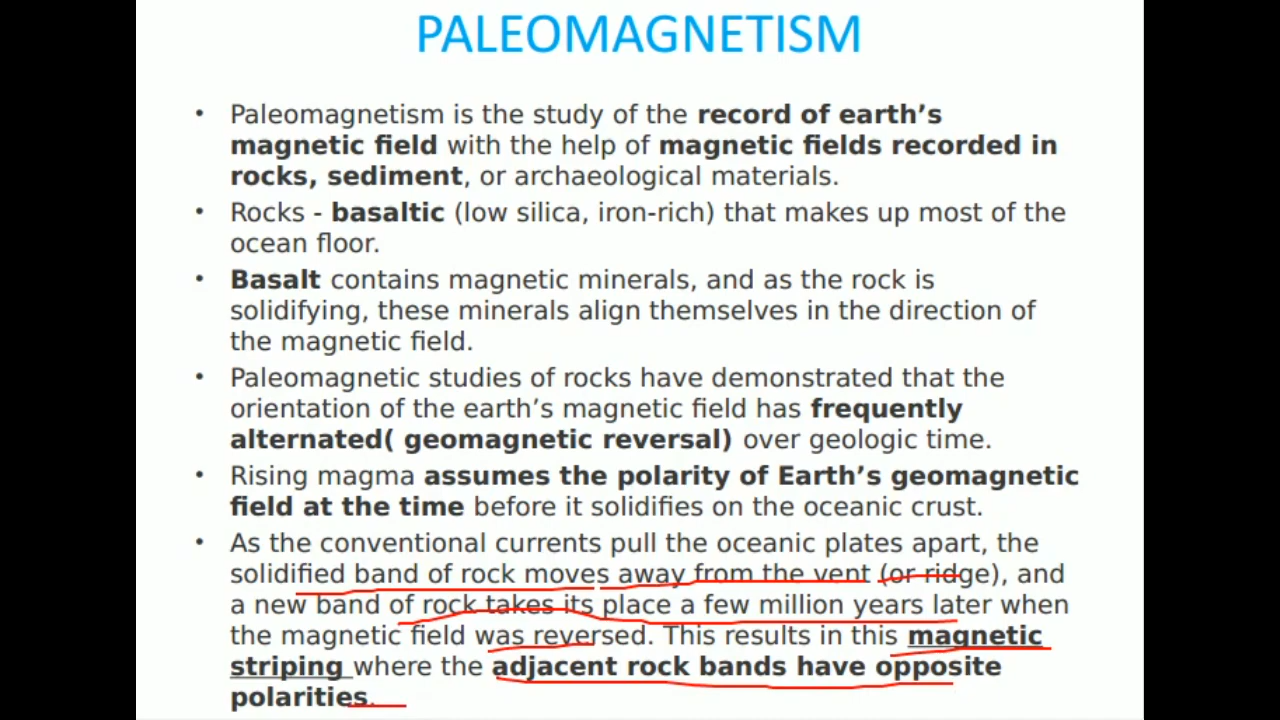 PALEOMAGNETISM
• Paleomagnetism is the study of the record of earth’s
magnetic field with the help of magnetic fields recorded in
rocks, sediment, or archaeological materials.
• Rocks - basaltic (low silica, iron-rich) that makes up most of the
ocean floor.
• Basalt contains magnetic minerals, and as the rock is
solidifying, these minerals align themselves in the direction of
the magnetic field.
• Paleomagnetic studies of rocks have demonstrated that the
orientation of the earth’s magnetic field has frequently
alternated( geomagnetic reversal) over geologic time.
• Rising magma assumes the polarity of Earth’s geomagnetic
field at the time before it solidifies on the oceanic crust.
• As the conventional currents pull the oceanic plates apart, the
solidified band of rock moves away from the vent (or ridge), and
a new band of rock takes its place a few million years later when
the magnetic field was reversed. This results in this magnetic
striping where the adjacent rock bands have opposite
polarities.